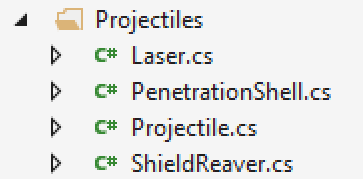 Projectiles
C# Laser.cs
C# PenetrationShell.cs
C# Projectile.cs
C# ShieldReaver.cs